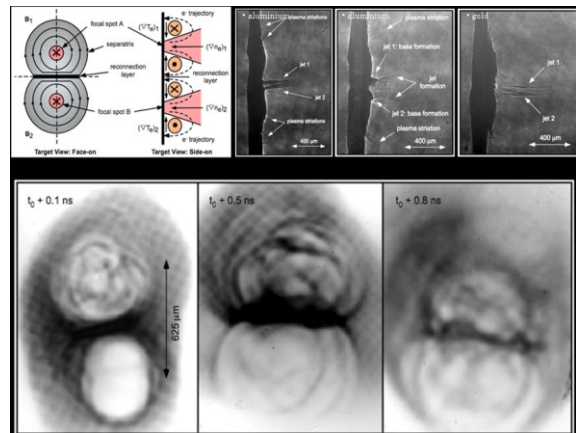 B₁
focal spot A
separatrix
reconnection layer
focal spot B
B₂
Target View: Face-on
e⁻ trajectory
(∇Tₑ)₁
(∇nₑ)₁
reconnection layer
(∇Tₑ)₂
(∇nₑ)₂
e⁻ trajectory
Target View: Side-on
aluminium
plasma striations
jet 1
jet 2
plasma striations
400 μm
aluminium
plasma striations
jet 1: base formation
jet formation
jet 2: base formation
plasma striation
400 μm
gold
jet 1
jet 2
400 μm
t₀ + 0.1 ns
625 μm
t₀ + 0.5 ns
t₀ + 0.8 ns